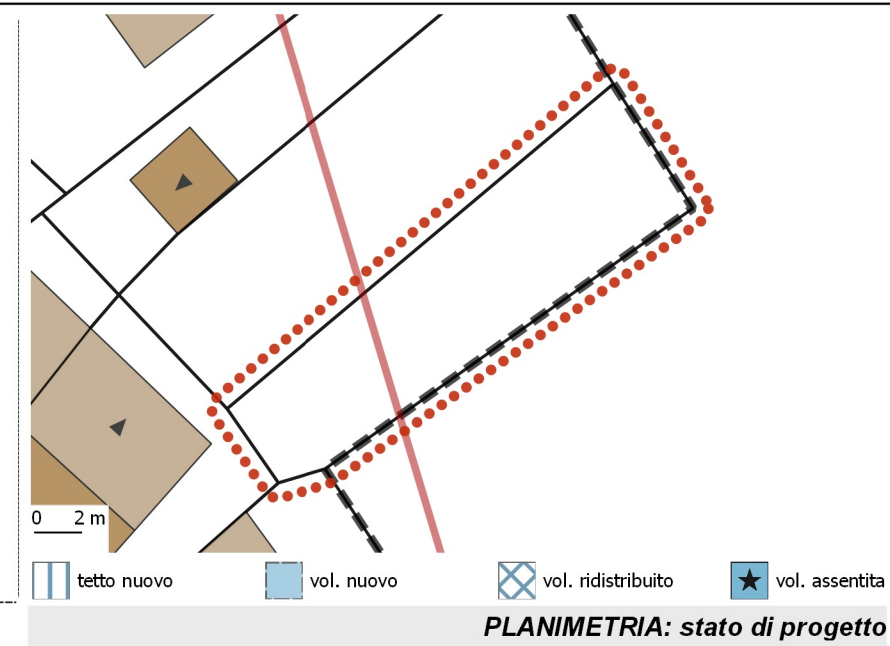 0 2 m
tetto nuovo vol. nuovo vol. ridistribuito vol. assentita
PLANIMETRIA: stato di progetto